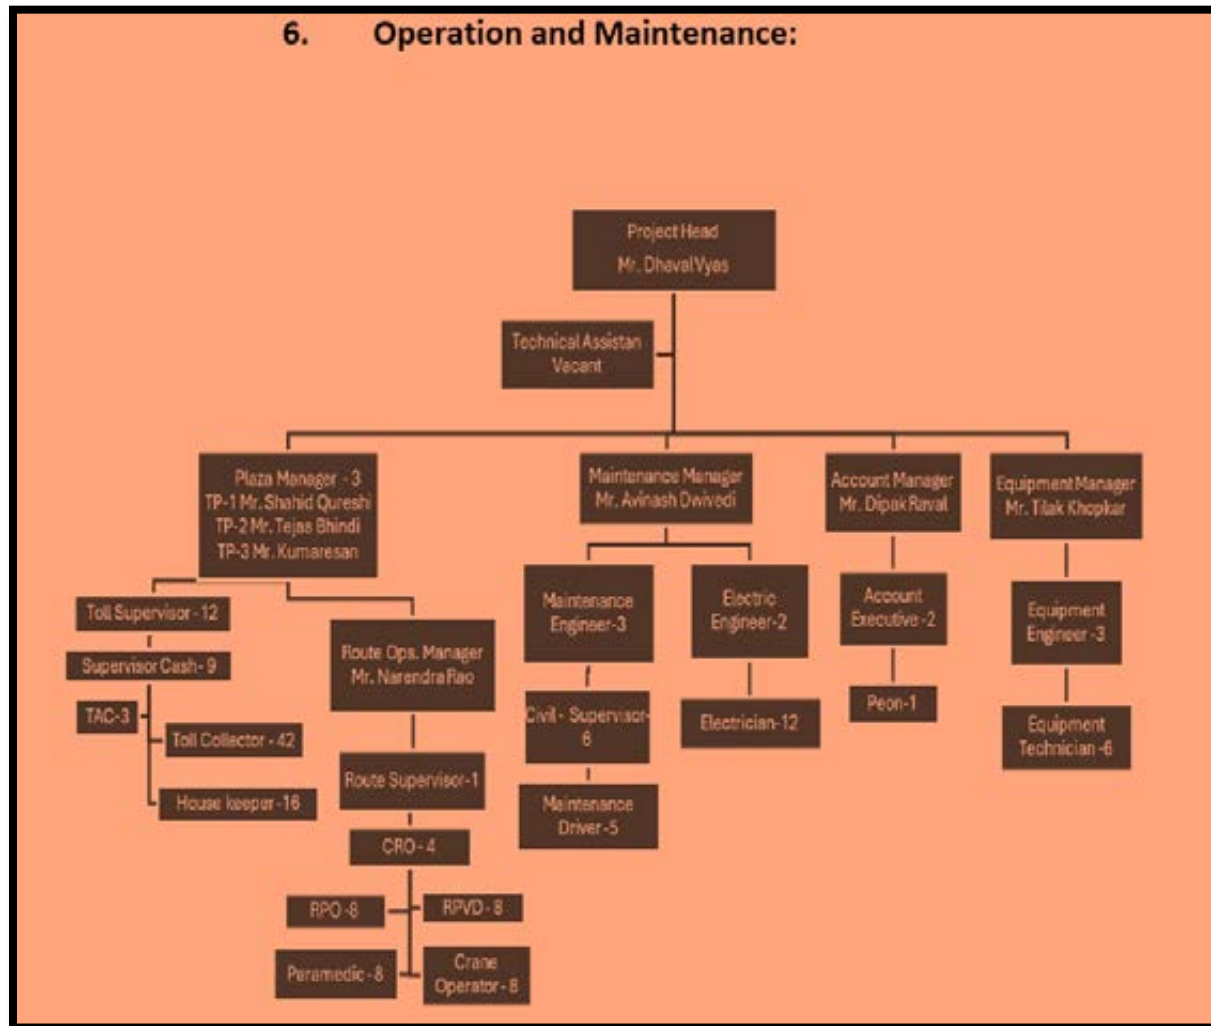 6. Operation and Maintenance:
Project Head
Mr. Dhaval Vyas
Technical Assistan
Vacant
Plaza Manager - 3
TP-1 Mr. Shahid Qureshi
TP-2 Mr. Tejas Bhindi
TP-3 Mr. Kumaresan
Maintenance Manager
Mr. Avinash Dwivedi
Account Manager
Mr. Dipak Raval
Equipment Manager
Mr. Tilak Khopkar
Toll Supervisor - 12
Supervisor Cash- 9
TAC-3
Toll Collector - 42
House keeper -16
Route Ops. Manager
Mr. Narendra Rao
Route Supervisor-1
CRO - 4
RPO -8
RPVD - 8
Paramedic - 8
Crane
Operator - 8
Maintenance
Engineer-3
Civil - Supervisor-
6
Maintenance
Driver -5
Electric
Engineer-2
Electrician-12
Account
Executive -2
Peon-1
Equipment
Engineer -3
Equipment
Technician -6